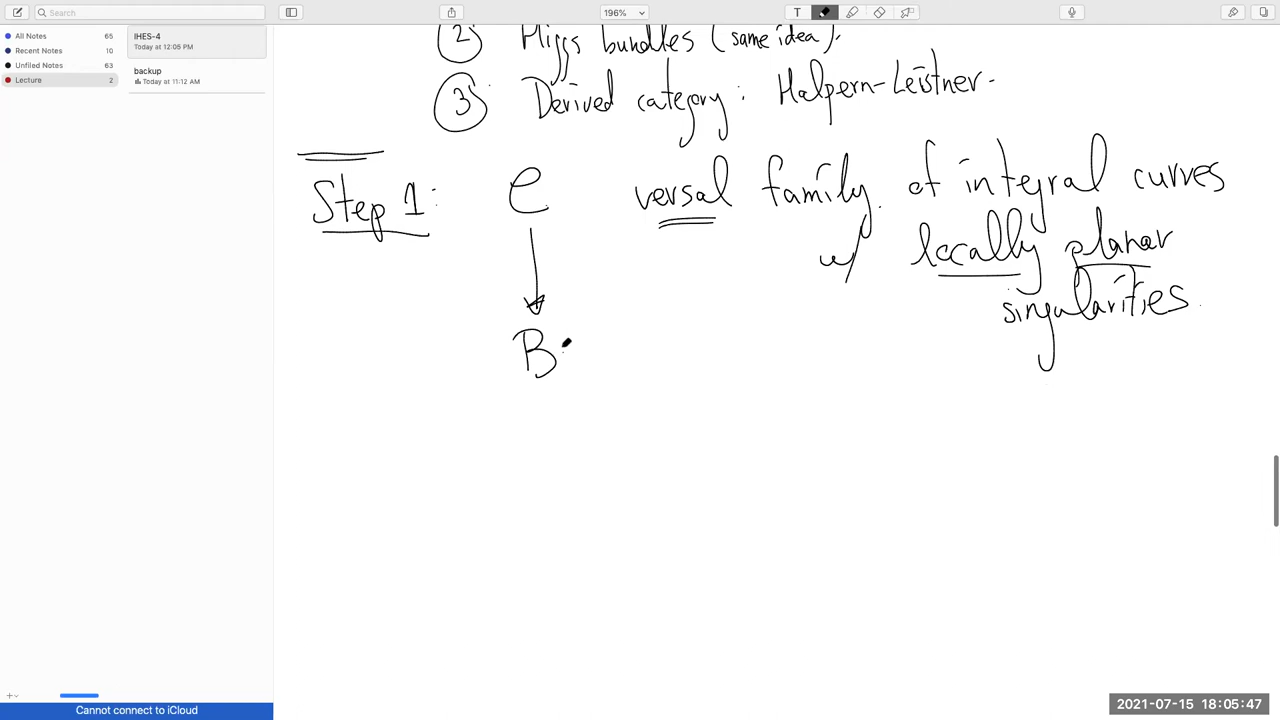 Search
196%
T
All Notes 65
Recent Notes 10
Unfiled Notes 63
Lecture 2
IHES-4
Today at 12:05 PM
backup
Today at 11:12 AM
② Higgs bundles (same idea).
③ Derived category: Halpern-Leistner.
Step 1: C versal family of integral curves
w/ locally planar
singularities.
B
Cannot connect to iCloud
2021-07-15 18:05:47